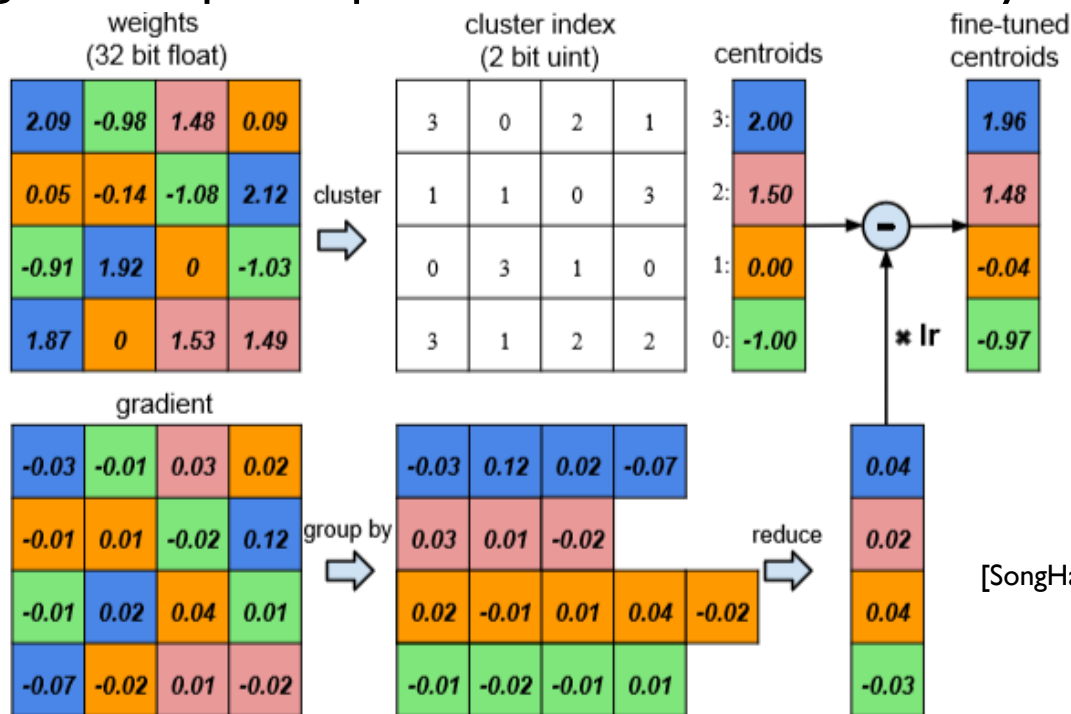 weights
(32 bit float)
cluster index
(2 bit uint)
centroids
fine-tuned
centroids
2.09 -0.98 1.48 0.09
3 0 2 1
3: 2.00
1.96
0.05 -0.14 -1.08 2.12
cluster
1 1 0 3
2: 1.50
1.48
-0.91 1.92 0 -1.03
0 3 1 0
1: 0.00
-0.04
1.87 0 1.53 1.49
3 1 2 2
0: -1.00
× lr
-0.97
gradient
-0.03 -0.01 0.03 0.02
-0.03 0.12 0.02 -0.07
0.04
-0.01 0.01 -0.02 0.12
group by
0.03 0.01 -0.02
reduce
0.02
-0.01 0.02 0.04 0.01
0.02 -0.01 0.01 0.04 -0.02
0.04
[SongHa
-0.07 -0.02 0.01 -0.02
-0.01 -0.02 -0.01 0.01
-0.03